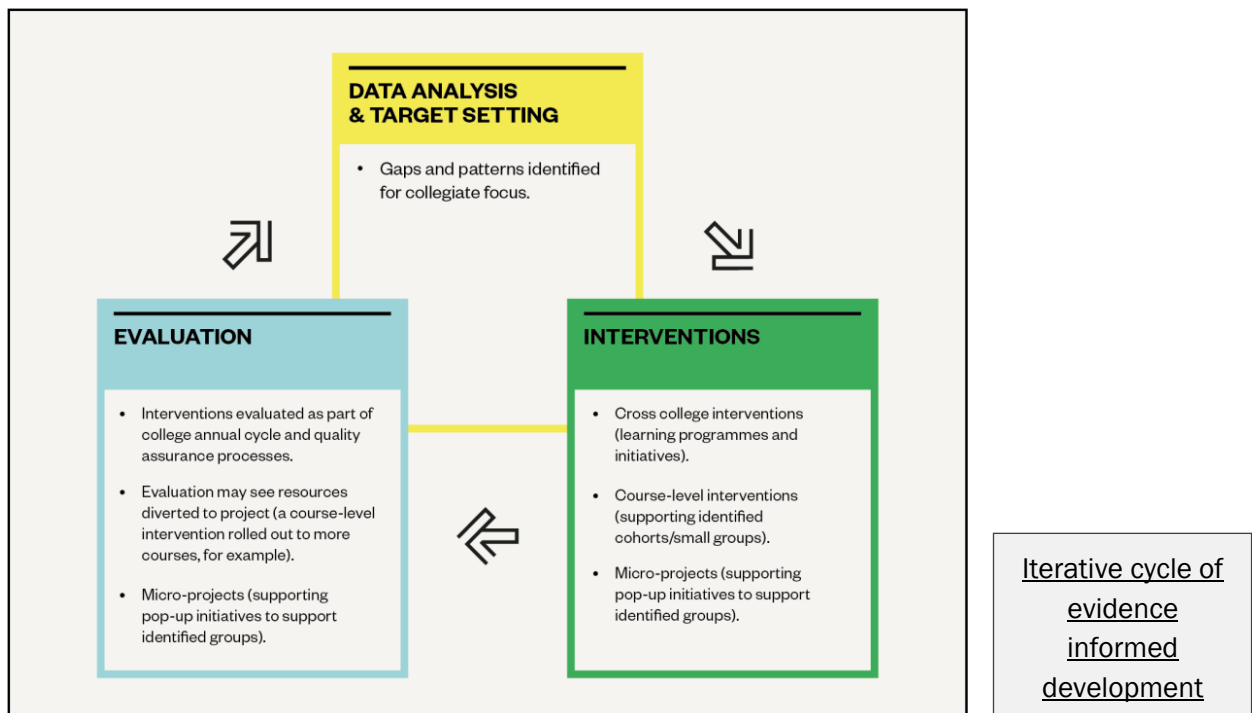 DATA ANALYSIS
& TARGET SETTING
• Gaps and patterns identified
for collegiate focus.
EVALUATION
• Interventions evaluated as part of
college annual cycle and quality
assurance processes.
• Evaluation may see resources
diverted to project (a course-level
intervention rolled out to more
courses, for example).
• Micro-projects (supporting
pop-up initiatives to support
identified groups).
INTERVENTIONS
• Cross college interventions
(learning programmes and
initiatives).
• Course-level interventions
(supporting identified
cohorts/small groups).
• Micro-projects (supporting
pop-up initiatives to support
identified groups).
Iterative cycle of
evidence
informed
development